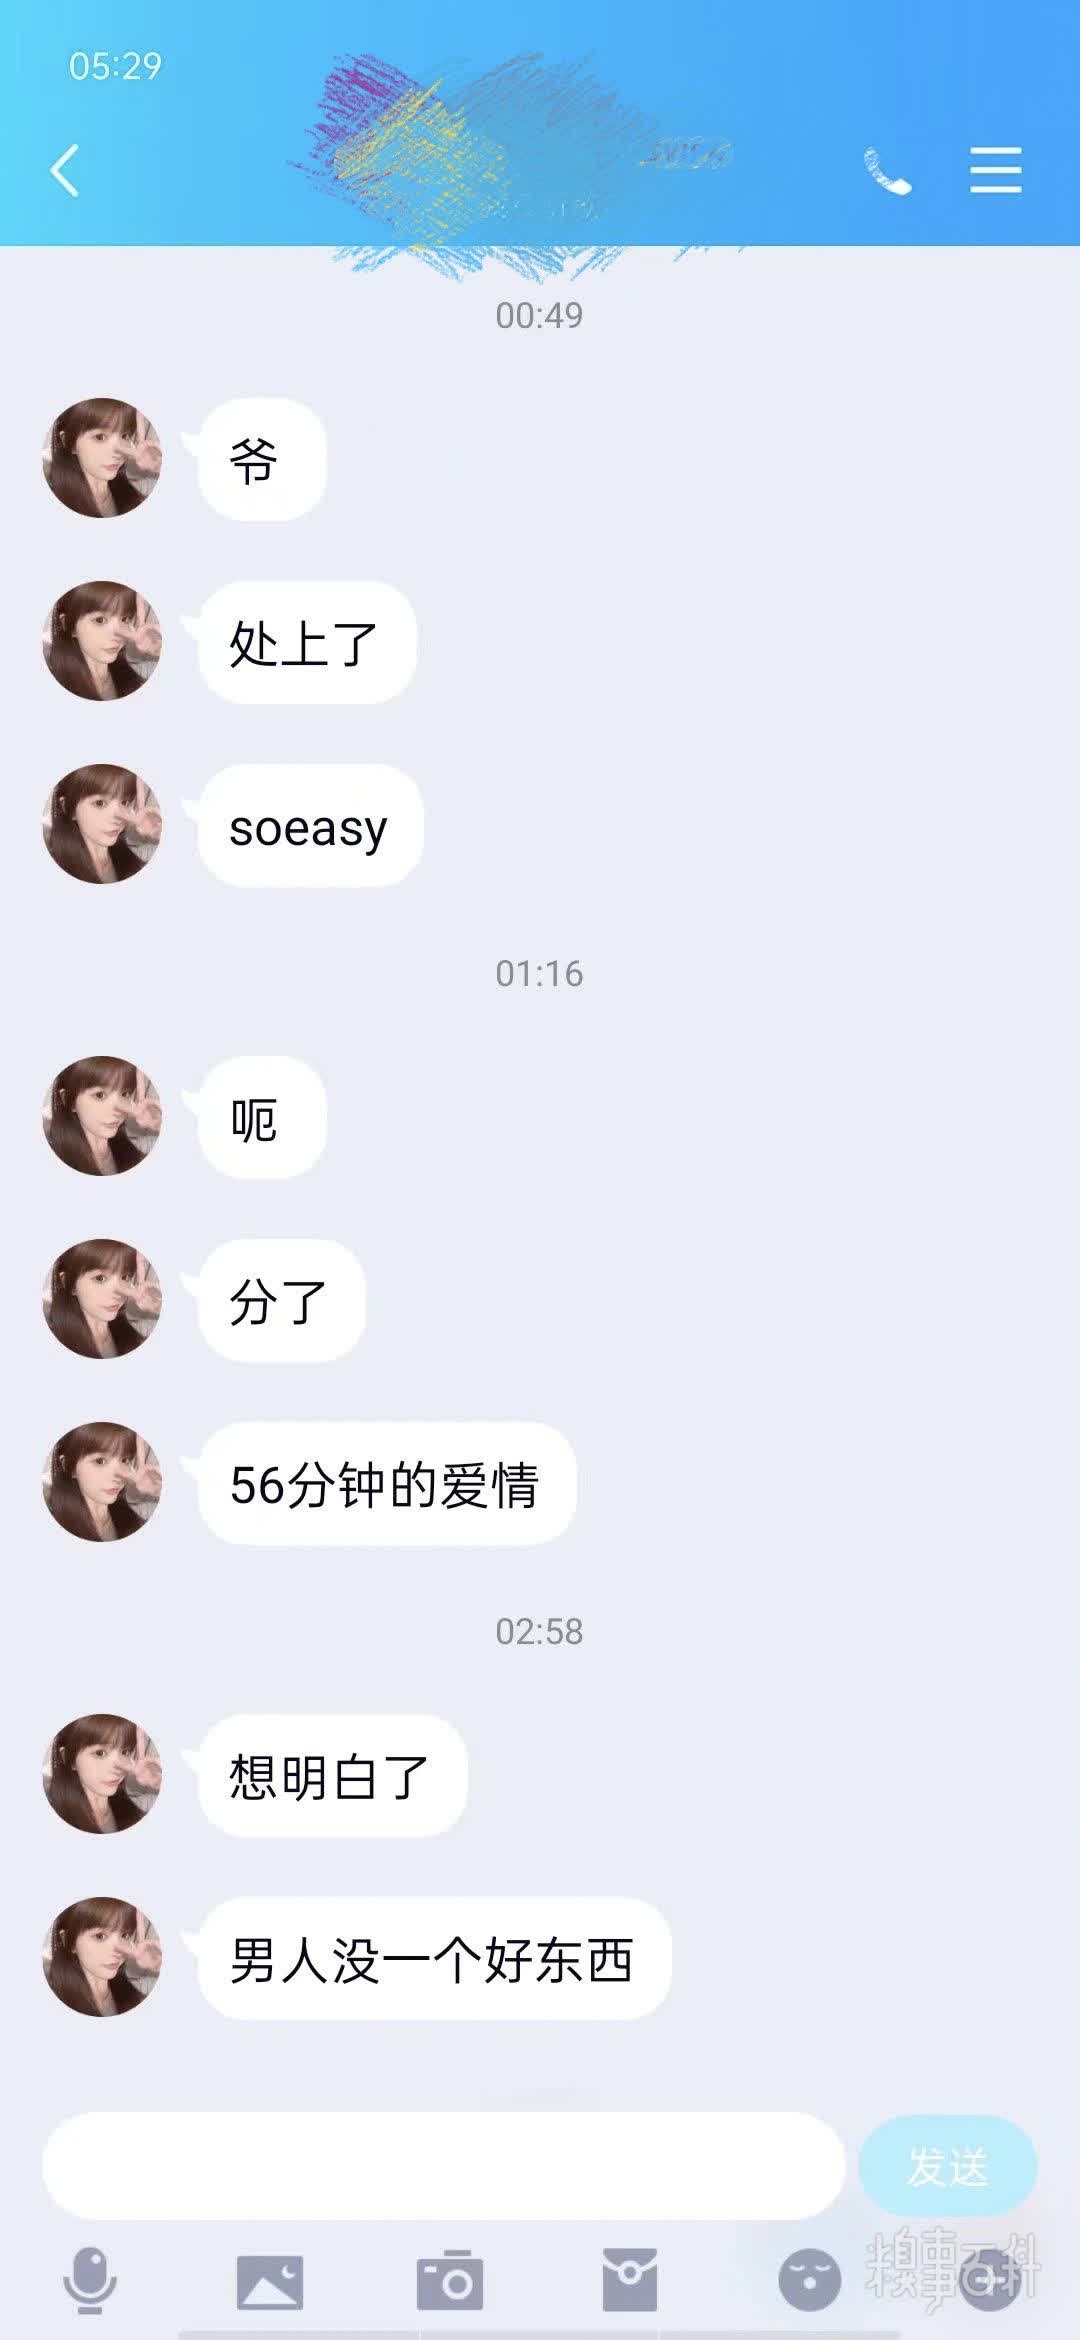 05:29
00:49
爷
处上了
soeasy
01:16
呃
分了
56分钟的爱情
02:58
想明白了
男人没一个好东西
发送
糗事百科